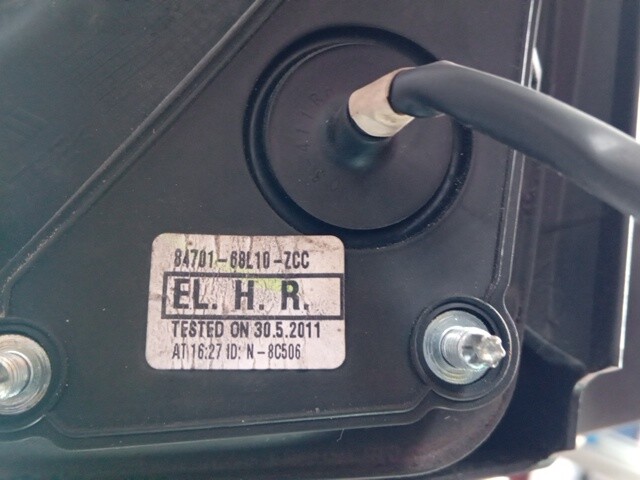 84701-68L10-ZCC
EL. H. R.
TESTED ON 30.5.2011
AT 16:27 ID: N-8C506